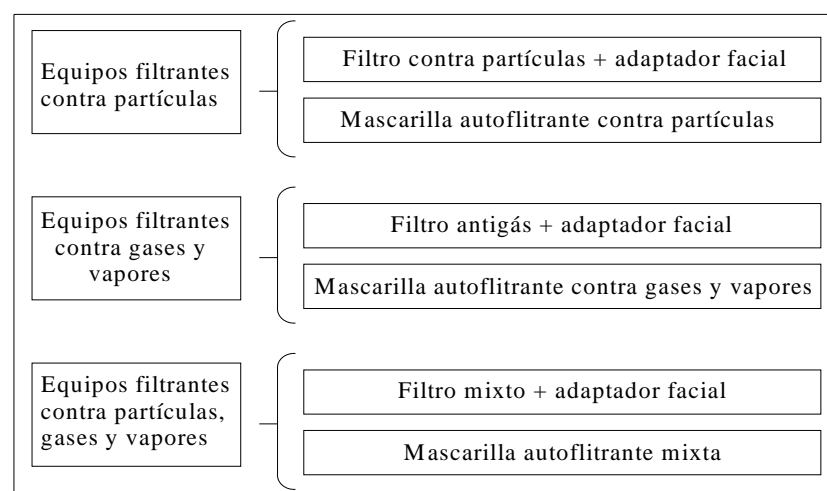 Equipos filtrantes
contra partículas
Filtro contra partículas + adaptador facial
Mascarilla autoflitrante contra partículas
Equipos filtrantes
contra gases y
vapores
Filtro antigás + adaptador facial
Mascarilla autoflitrante contra gases y vapores
Equipos filtrantes
contra partículas,
gases y vapores
Filtro mixto + adaptador facial
Mascarilla autoflitrante mixta